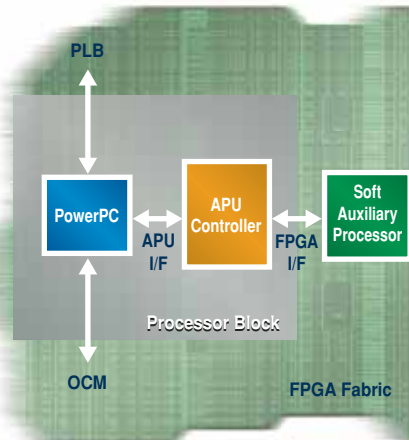 PLB
PowerPC
APU
I/F
APU
Controller
FPGA
I/F
Soft
Auxiliary
Processor
Processor Block
OCM
FPGA Fabric